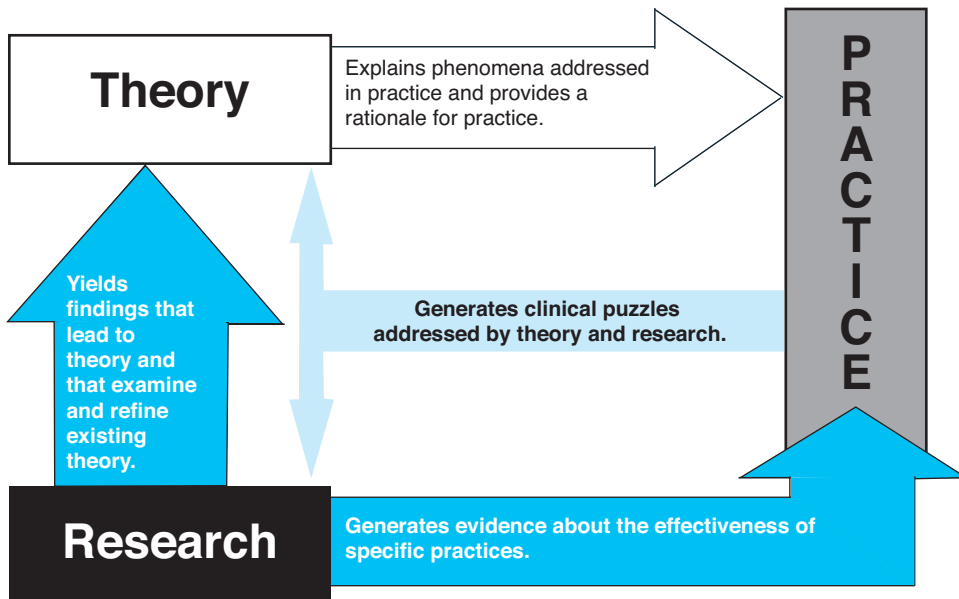 Theory
Explains phenomena addressed
in practice and provides a
rationale for practice.
PRACTICE
Yields
findings that
lead to
theory and
that examine
and refine
existing
theory.
Generates clinical puzzles
addressed by theory and research.
Research
Generates evidence about the effectiveness of
specific practices.